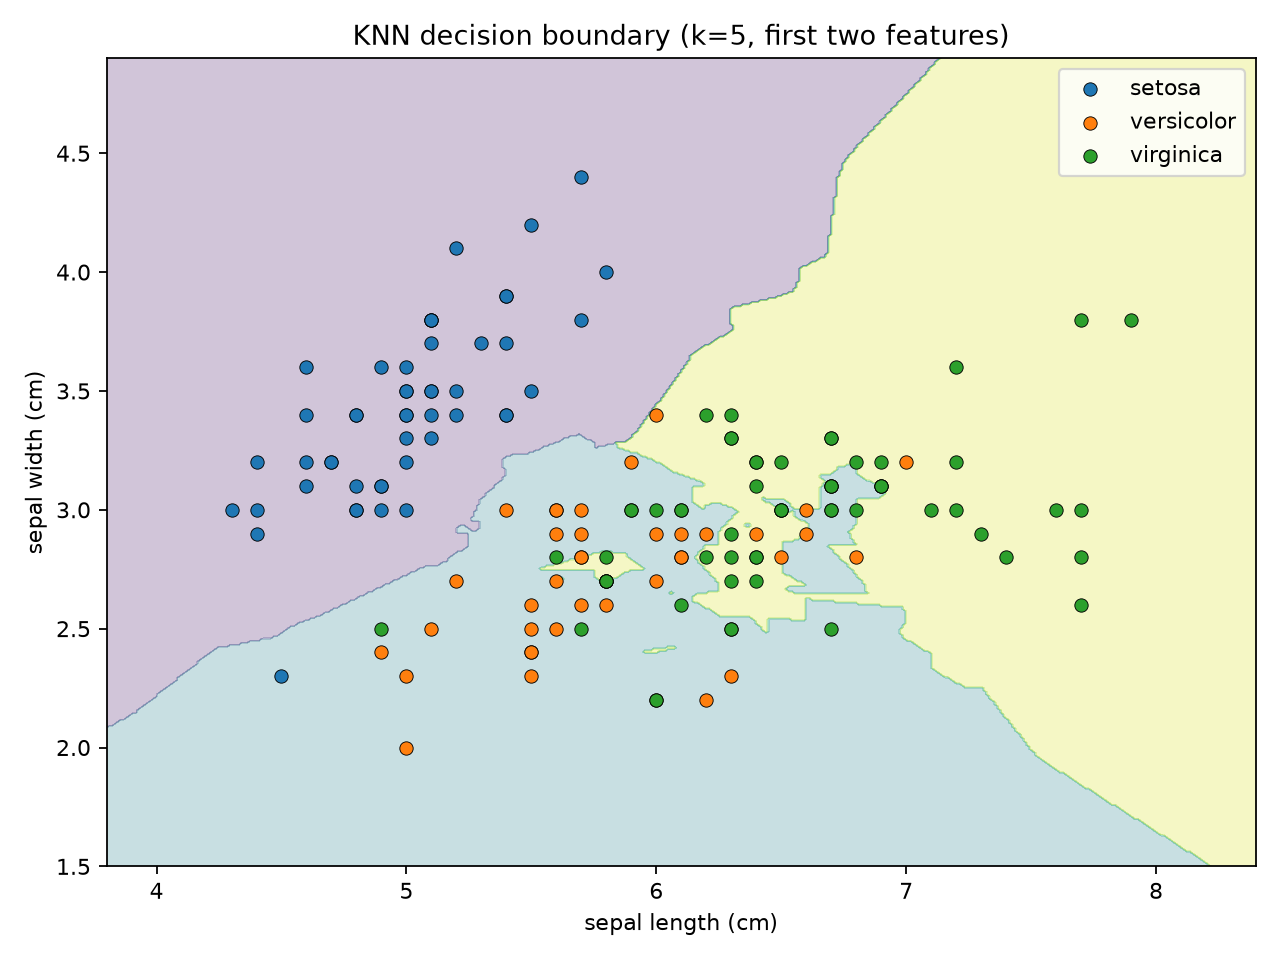 KNN decision boundary (k=5, first two features)
setosa
versicolor
virginica
4.5
4.0
3.5
3.0
2.5
2.0
1.5
sepal width (cm)
4 5 6 7 8
sepal length (cm)